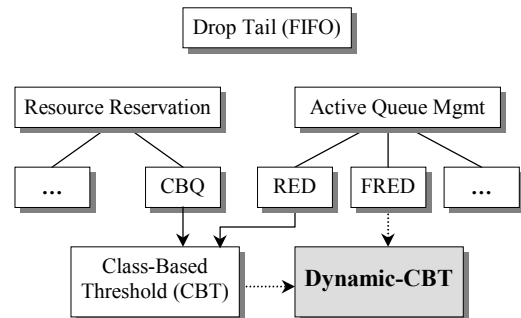 Drop Tail (FIFO)
Resource Reservation
Active Queue Mgmt
...
CBQ
RED
FRED
...
Class-Based
Threshold (CBT)
Dynamic-CBT